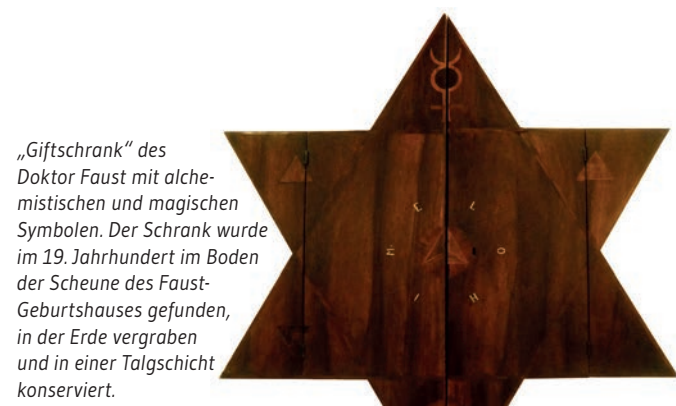 „Giftschrank“ des
Doktor Faust mit alche-
mistischen und magischen
Symbolen. Der Schrank wurde
im 19. Jahrhundert im Boden
der Scheune des Faust-
Geburtshauses gefunden,
in der Erde vergraben
und in einer Talgschicht
konserviert.
E L O H I M